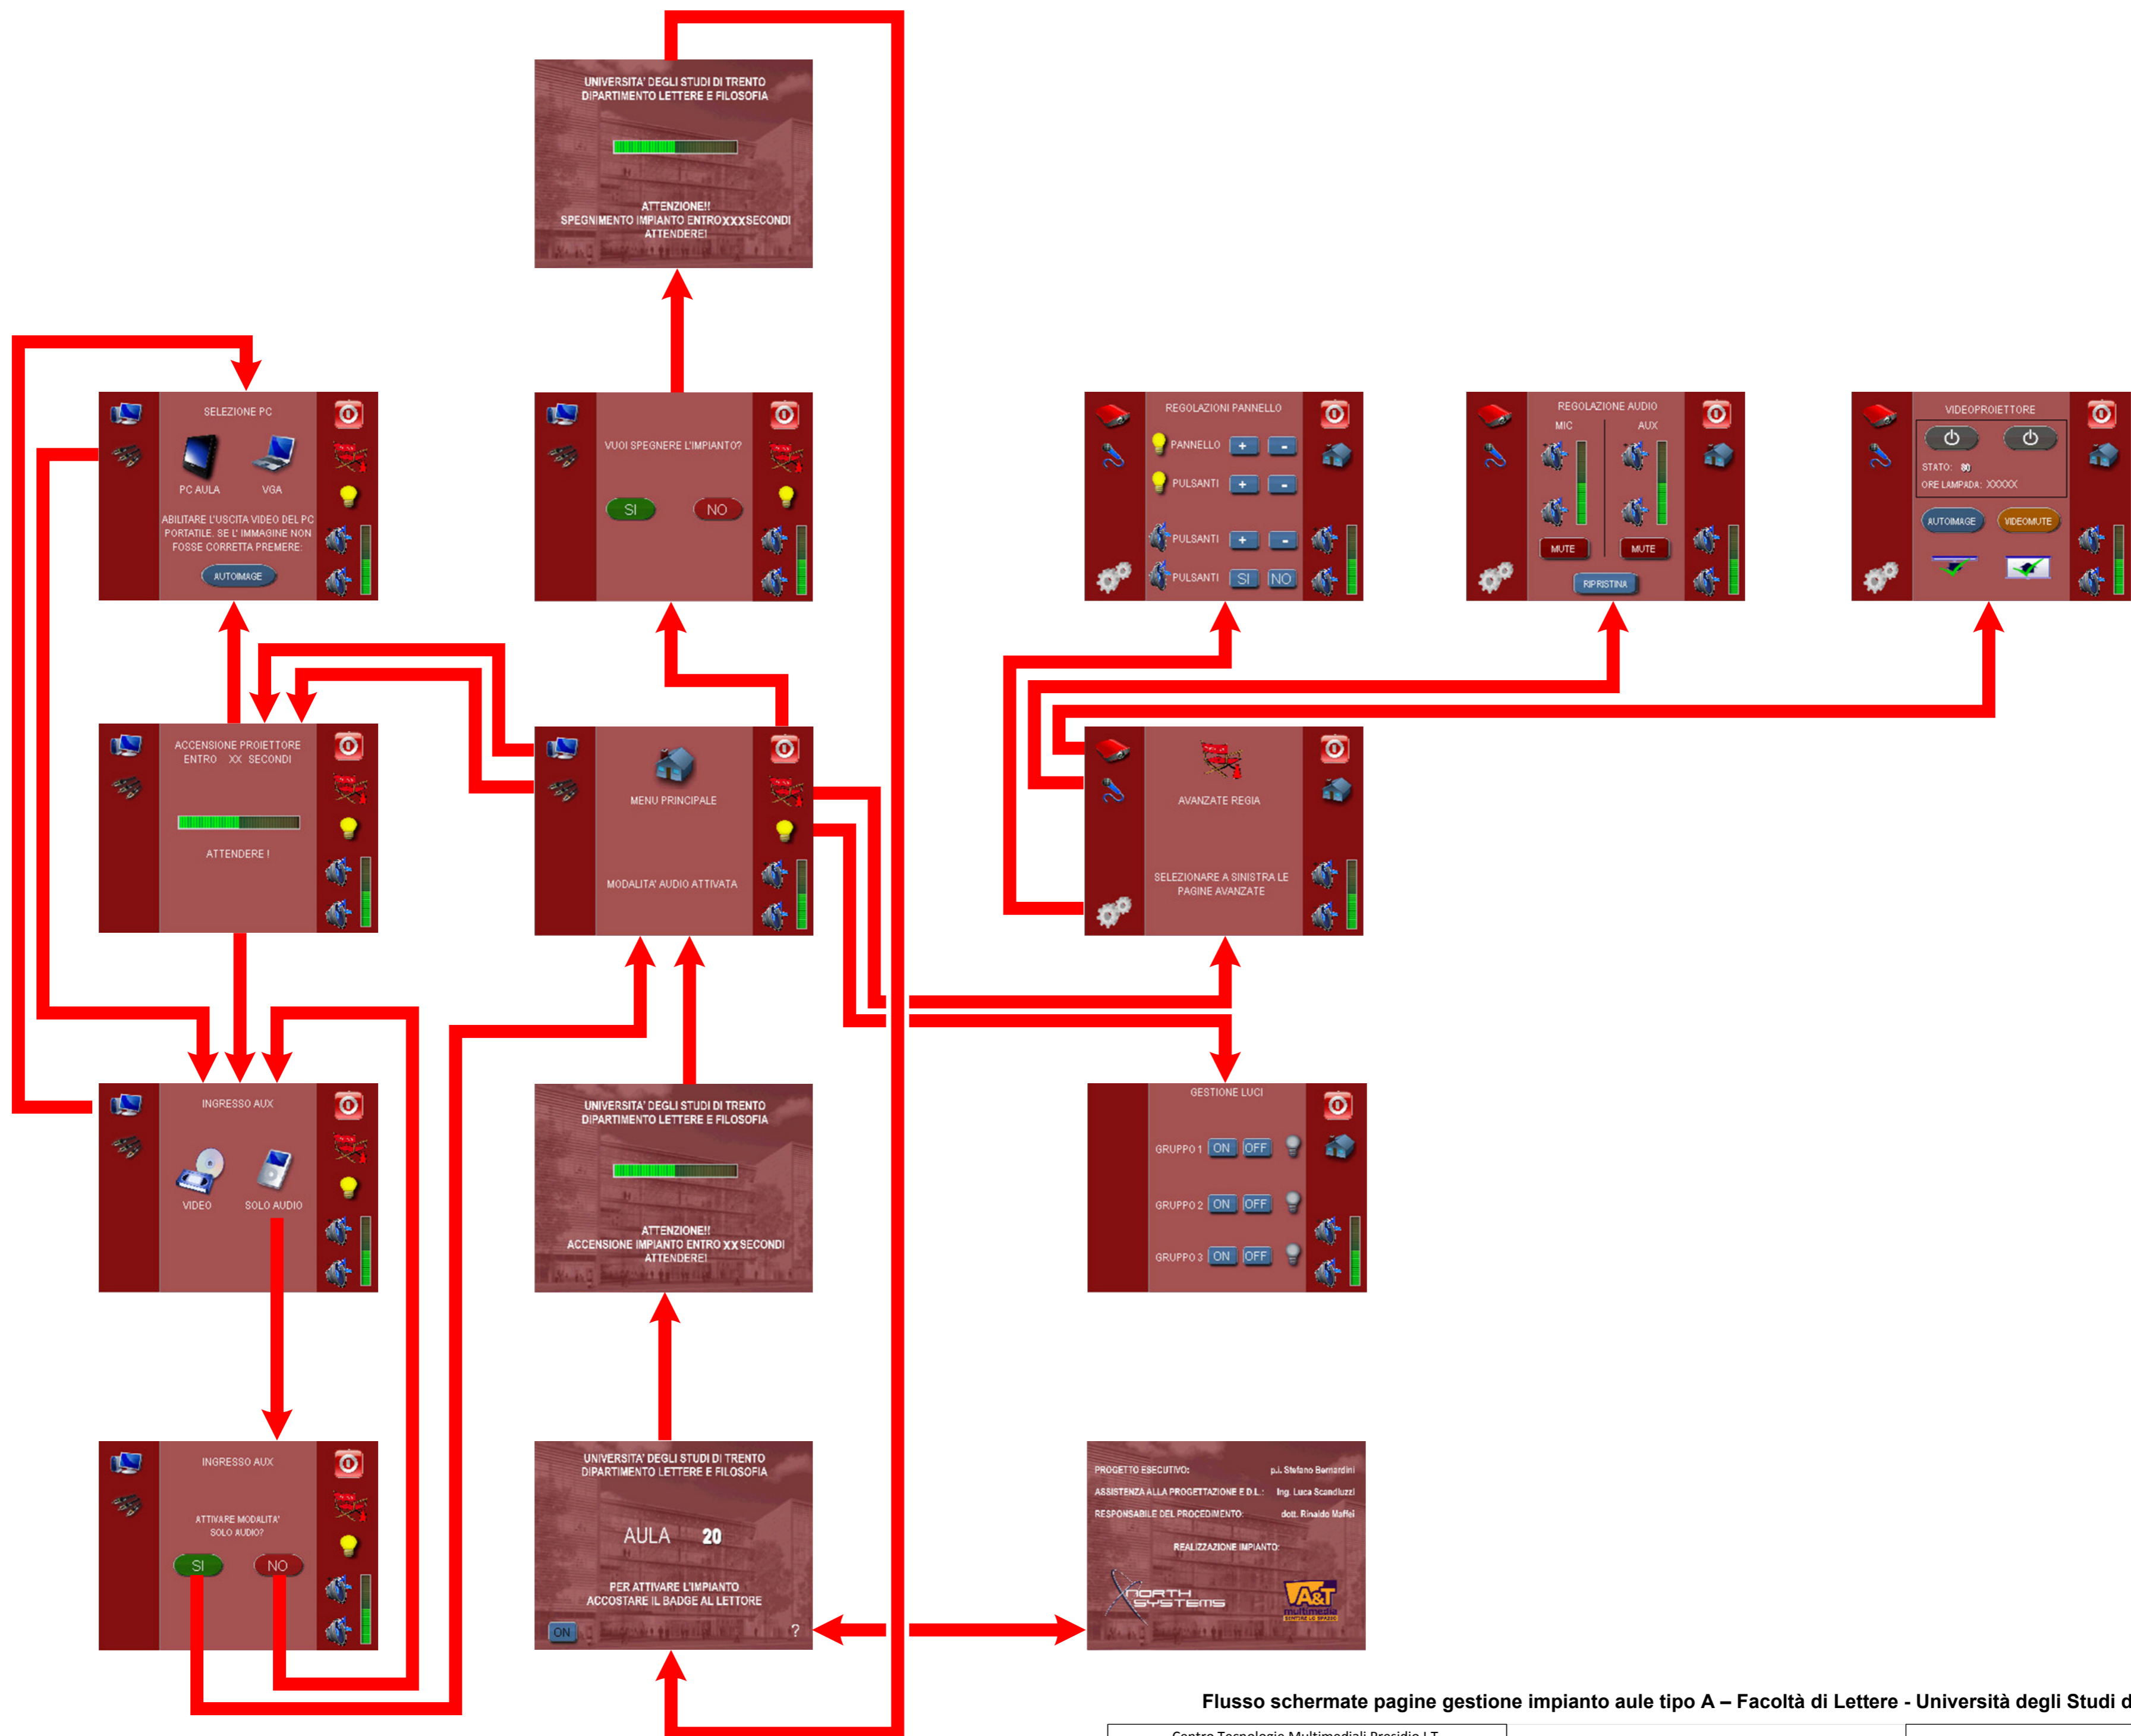 UNIVERSITA' DEGLI STUDI DI TRENTO
DIPARTIMENTO LETTERE E FILOSOFIA
ATTENZIONE!!
SPEGNIMENTO IMPIANTO ENTRO XXX SECONDI
ATTENDERE!
SELEZIONE PC
PC AULA
VGA
ABILITARE L'USCITA VIDEO DEL PC
PORTATILE. SE L' IMMAGINE NON
FOSSE CORRETTA PREMERE:
AUTOIMAGE
VUOI SPEGNERE L'IMPIANTO?
SI
NO
REGOLAZIONI PANNELLO
PANNELLO + -
PULSANTI + -
PULSANTI + -
PULSANTI SI NO
REGOLAZIONE AUDIO
MIC
AUX
MUTE
MUTE
RIPRISTINA
VIDEOPROIETTORE
STATO: 80
ORE LAMPADA: XXXXX
AUTOIMAGE
VIDEOMUTE
ACCENSIONE PROIETTORE
ENTRO XX SECONDI
ATTENDERE !
MENU PRINCIPALE
MODALITA' AUDIO ATTIVATA
AVANZATE REGIA
SELEZIONARE A SINISTRA LE
PAGINE AVANZATE
INGRESSO AUX
VIDEO
SOLO AUDIO
UNIVERSITA' DEGLI STUDI DI TRENTO
DIPARTIMENTO LETTERE E FILOSOFIA
ATTENZIONE!!
ACCENSIONE IMPIANTO ENTRO XX SECONDI
ATTENDERE!
GESTIONE LUCI
GRUPPO 1 ON OFF
GRUPPO 2 ON OFF
GRUPPO 3 ON OFF
INGRESSO AUX
ATTIVARE MODALITA'
SOLO AUDIO?
SI
NO
UNIVERSITA' DEGLI STUDI DI TRENTO
DIPARTIMENTO LETTERE E FILOSOFIA
AULA 20
PER ATTIVARE L'IMPIANTO
ACCOSTARE IL BADGE AL LETTORE
ON
?
PROGETTO ESECUTIVO: p.i. Stefano Bernardini
ASSISTENZA ALLA PROGETTAZIONE E D.L.: Ing. Luca Scandiuzzi
RESPONSABILE DEL PROCEDIMENTO: dott. Rinaldo Maffei
REALIZZAZIONE IMPIANTO:
NORTH
SYSTEMS
A&T
multimedia
SENTIRE LO SPAZIO
Flusso schermate pagine gestione impianto aule tipo A – Facoltà di Lettere - Università degli Studi d
Centro Tecnologie Multimediali Presidio I.T.